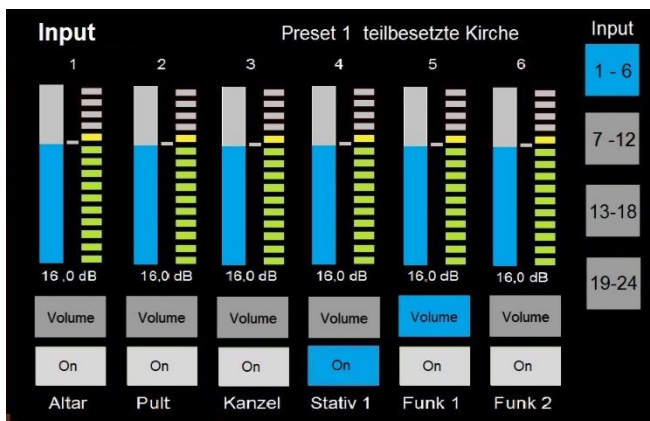 Input
Preset 1 teilbesetzte Kirche
Input
1 2 3 4 5 6
1 - 6
7 -12
13-18
19-24
16 ,0 dB 16,0 dB 16,0 dB 16,0 dB 16,0 dB 16,0 dB
Volume Volume Volume Volume Volume Volume
On On On On On On
Altar Pult Kanzel Stativ 1 Funk 1 Funk 2